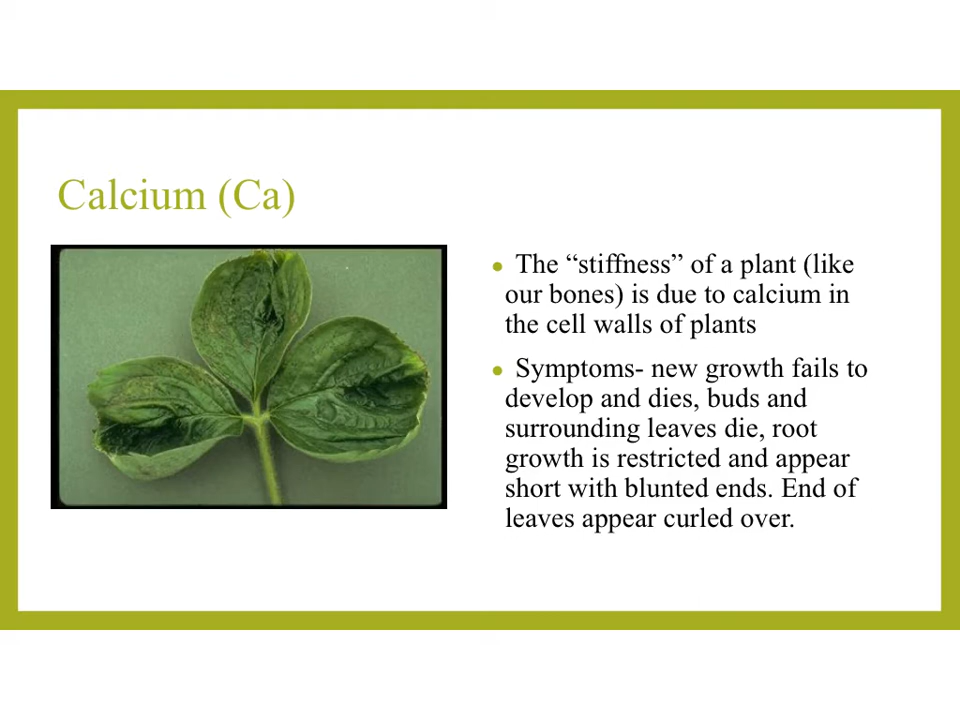 Calcium (Ca)
• The “stiffness” of a plant (like
our bones) is due to calcium in
the cell walls of plants
• Symptoms- new growth fails to
develop and dies, buds and
surrounding leaves die, root
growth is restricted and appear
short with blunted ends. End of
leaves appear curled over.